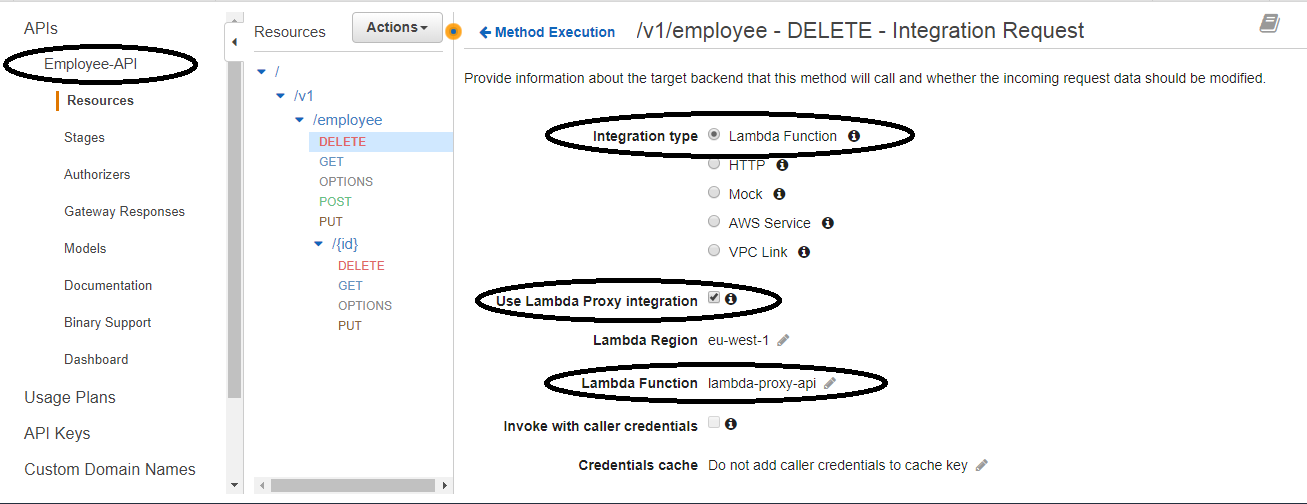 APIs
Employee-API
Resources
Stages
Authorizers
Gateway Responses
Models
Documentation
Binary Support
Dashboard
Usage Plans
API Keys
Custom Domain Names
Resources
Actions
/
/v1
/employee
DELETE
GET
OPTIONS
POST
PUT
/{id}
DELETE
GET
OPTIONS
PUT
Method Execution /v1/employee - DELETE - Integration Request
Provide information about the target backend that this method will call and whether the incoming request data should be modified.
Integration type Lambda Function
HTTP
Mock
AWS Service
VPC Link
Use Lambda Proxy integration
Lambda Region eu-west-1
Lambda Function lambda-proxy-api
Invoke with caller credentials
Credentials cache Do not add caller credentials to cache key